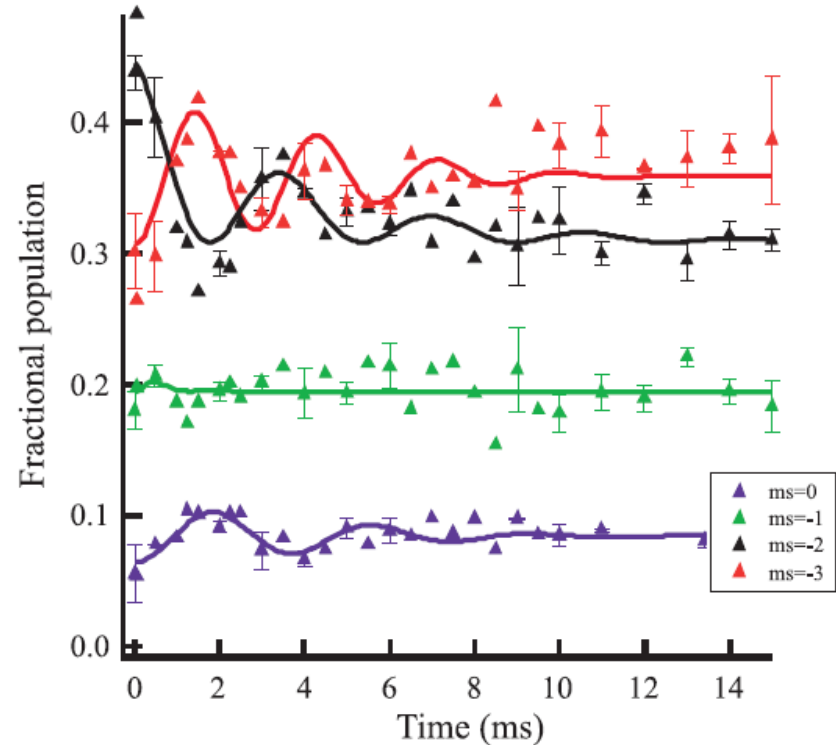 Fractional population
0.4
0.3
0.2
0.1
0.0
0 2 4 6 8 10 12 14
Time (ms)
ms=0
ms=-1
ms=-2
ms=-3